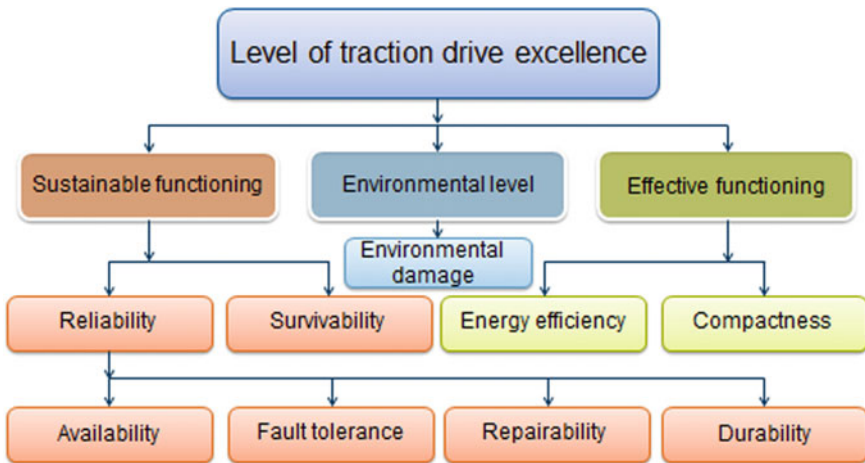 Level of traction drive excellence
Sustainable functioning
Environmental level
Effective functioning
Environmental
damage
Reliability
Survivability
Energy efficiency
Compactness
Availability
Fault tolerance
Repairability
Durability